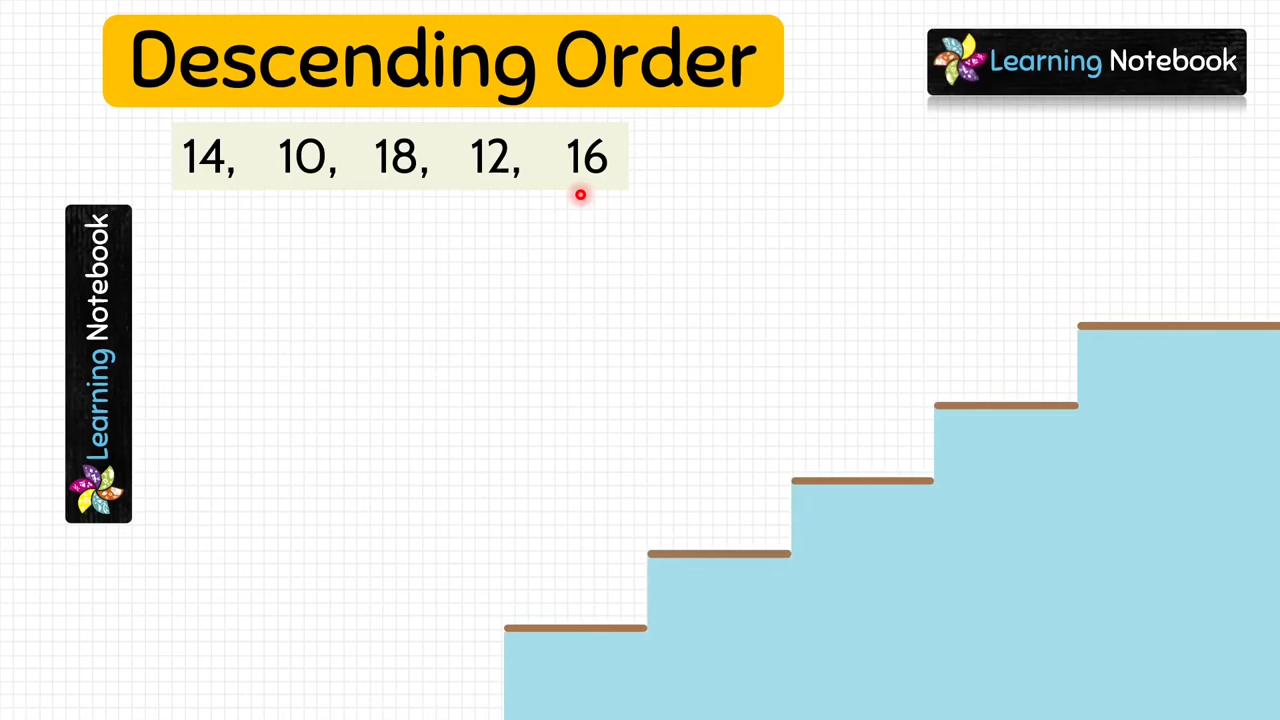 Descending Order
Learning Notebook
14, 10, 18, 12, 16
Learning Notebook